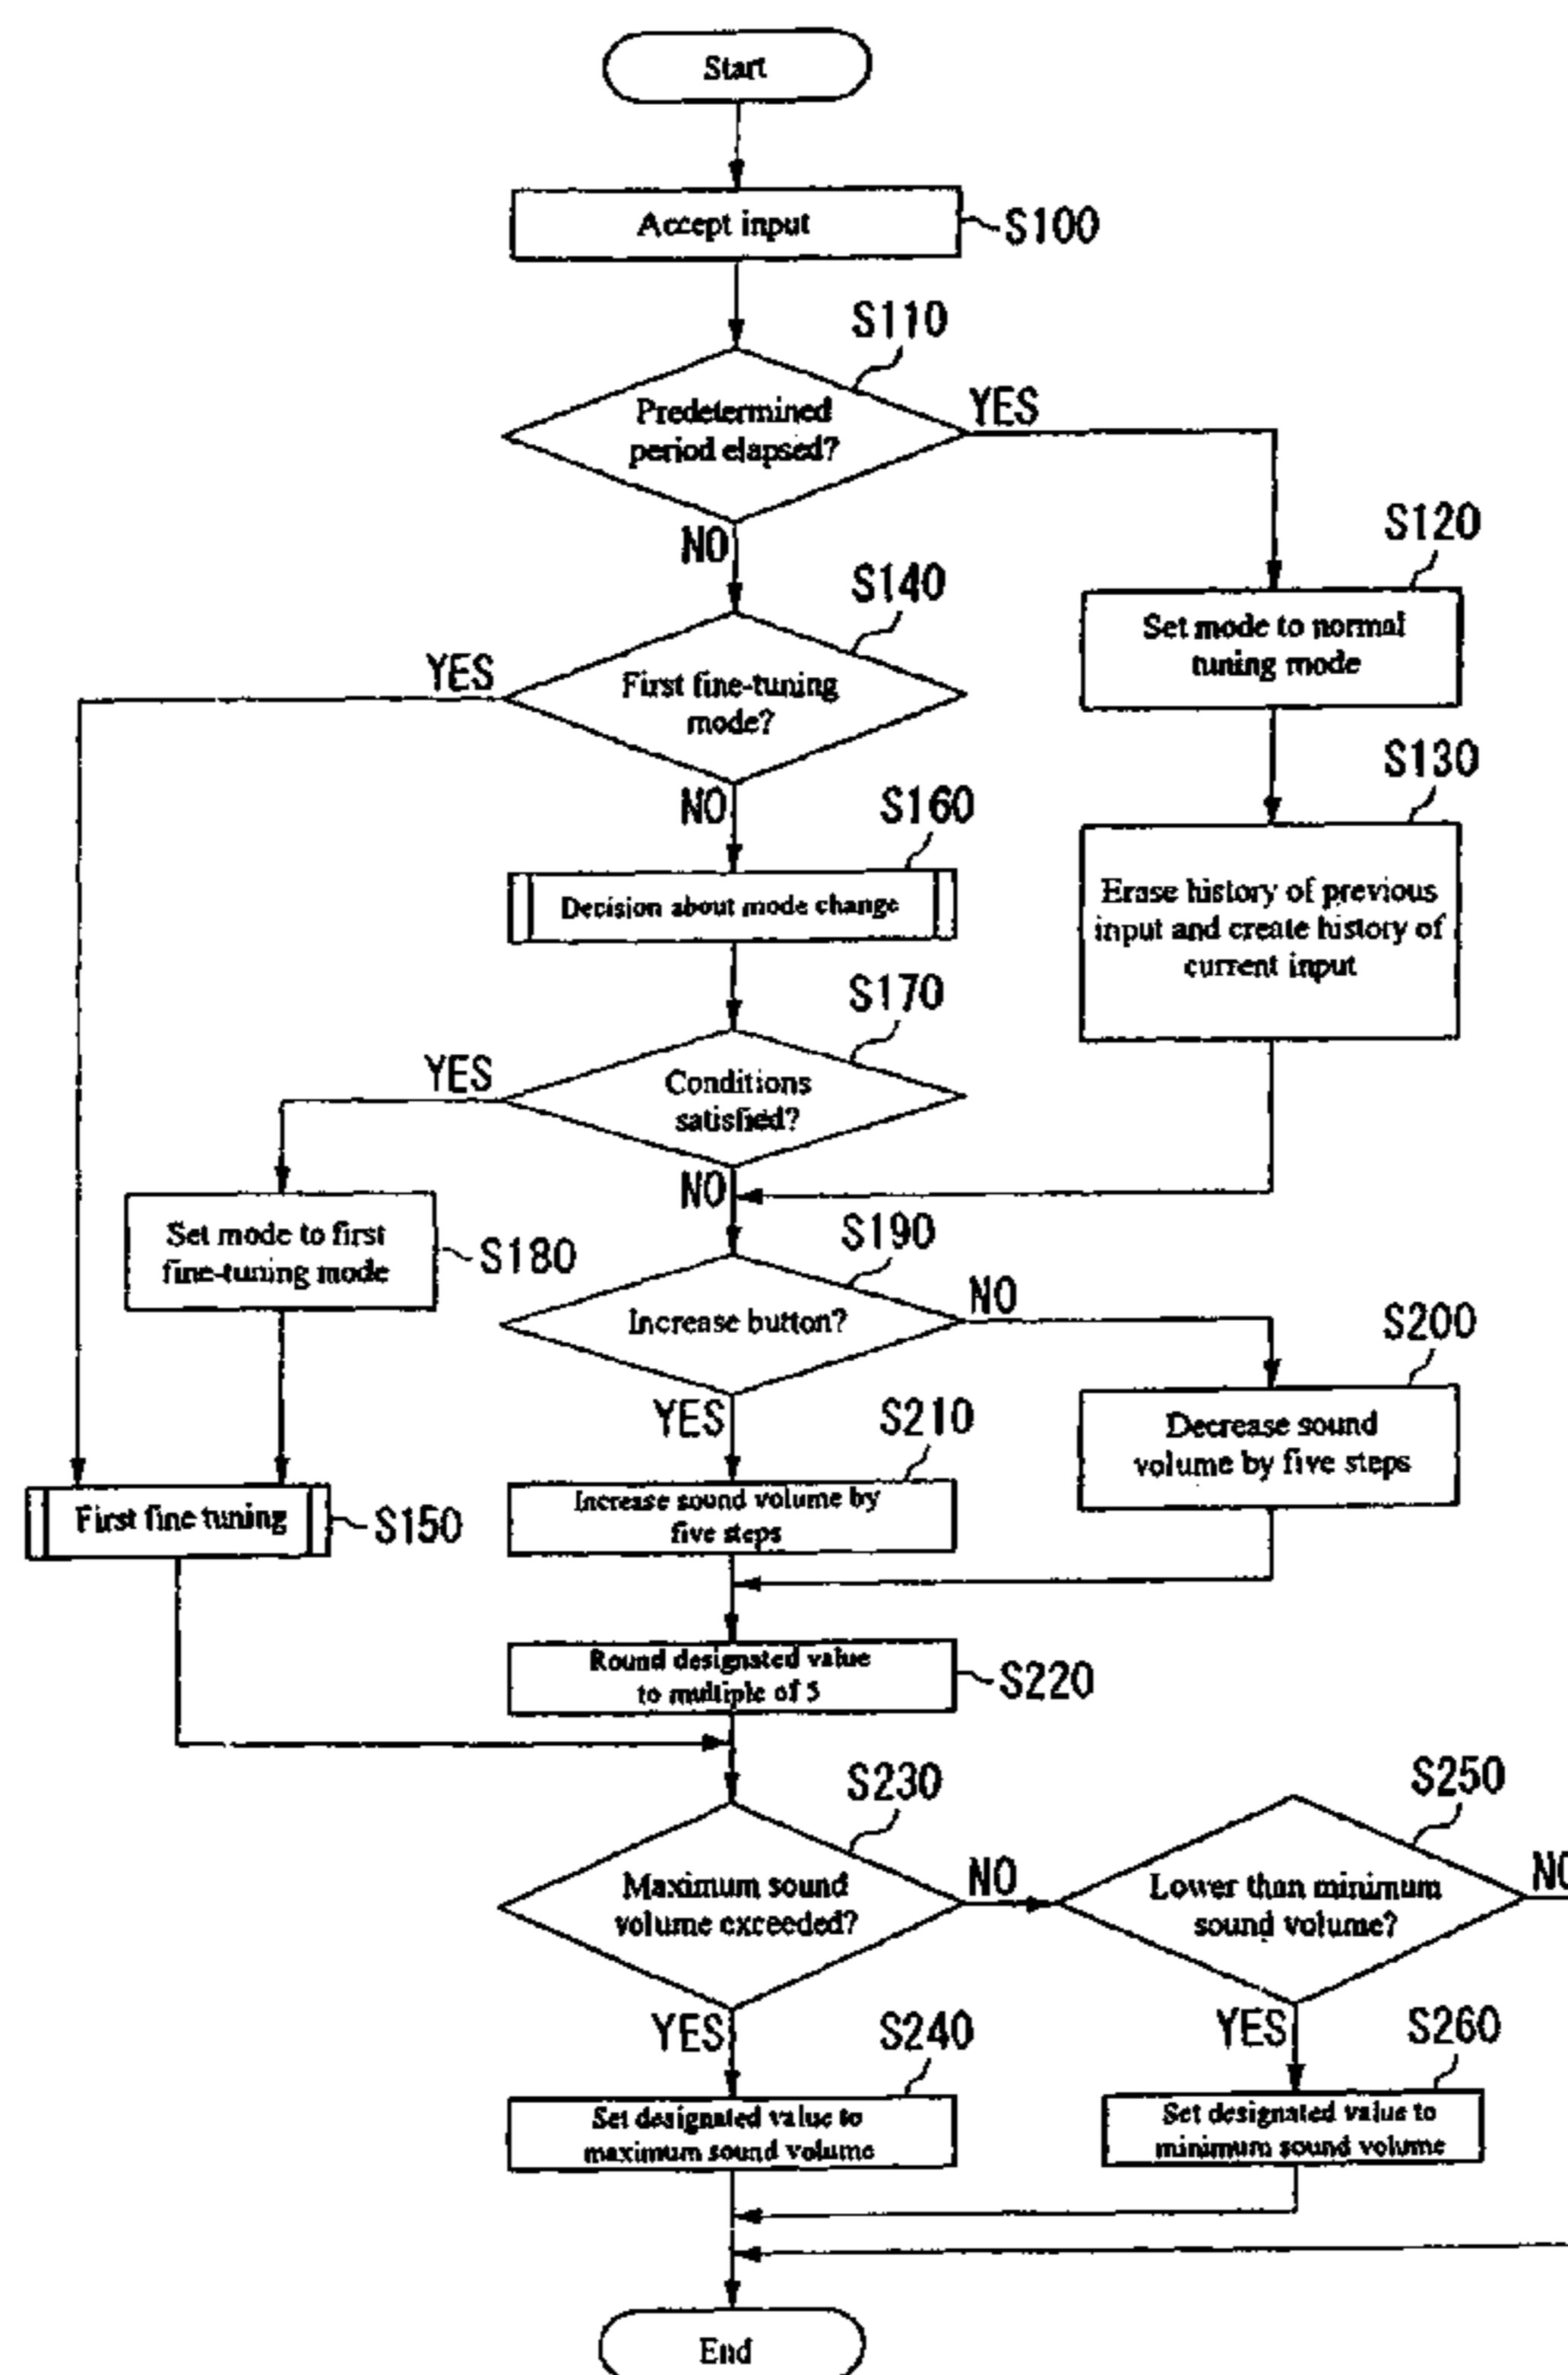 Start
Accept input
S100
S110
Predetermined
period elapsed?
YES
NO
S120
Set mode to normal
tuning mode
S140
First fine-tuning
mode?
YES
NO
S130
Erase history of previous
input and create history of
current input
S160
Decision about mode change
S170
Conditions
satisfied?
YES
NO
Set mode to first
fine-tuning mode
S180
S190
Increase button?
NO
YES
S200
Decrease sound
volume by five steps
S210
Increase sound volume by
five steps
First fine tuning
S150
Round designated value
to multiple of 5
S220
S230
Maximum sound
volume exceeded?
NO
YES
S250
Lower than minimum
sound volume?
NO
YES
S240
Set designated value to
maximum sound volume
S260
Set designated value to
minimum sound volume
End